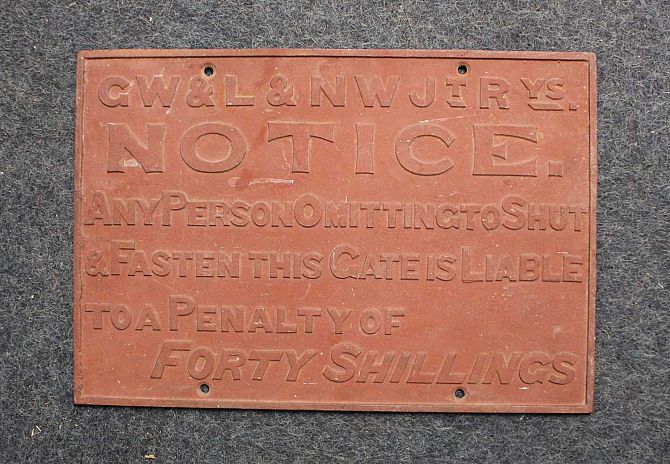 GW & L & NW JT RYS.
NOTICE.
ANY PERSON OMITTING TO SHUT
& FASTEN THIS GATE IS LIABLE
TO A PENALTY OF
FORTY SHILLINGS